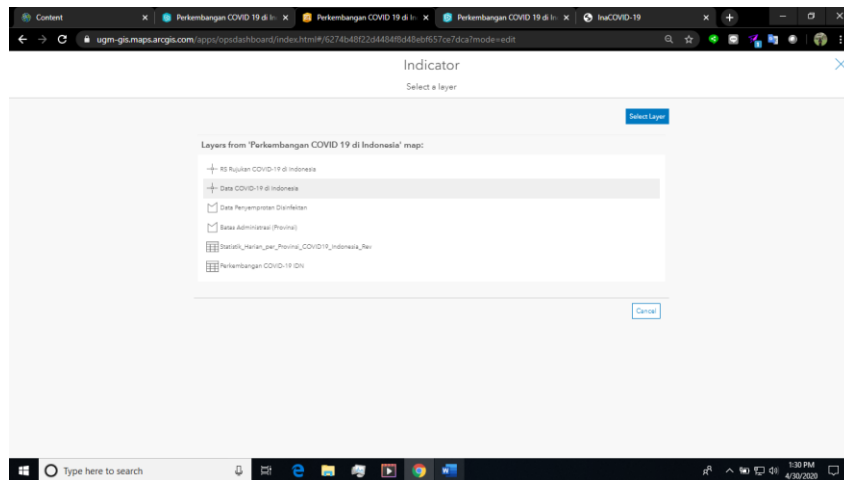 Content
Perkembangan COVID 19 di In
Perkembangan COVID 19 di In
Perkembangan COVID 19 di In
InaCOVID-19
ugm-gis.maps.arcgis.com/apps/opsdashboard/index.html#/6274b48f22d4484f8d48ebf657ce7dca?mode=edit
Indicator
Select a layer
Select Layer
Layers from 'Perkembangan COVID 19 di Indonesia' map:
RS Rujukan COVID-19 di Indonesia
Data COVID-19 di Indonesia
Data Penyemprotan Disinfektan
Batas Administrasi (Provinsi)
Statistik_Harian_per_Provinsi_COVID19_Indonesia_Rev
Perkembangan COVID-19 IDN
Cancel
Type here to search
1:30 PM
4/30/2020